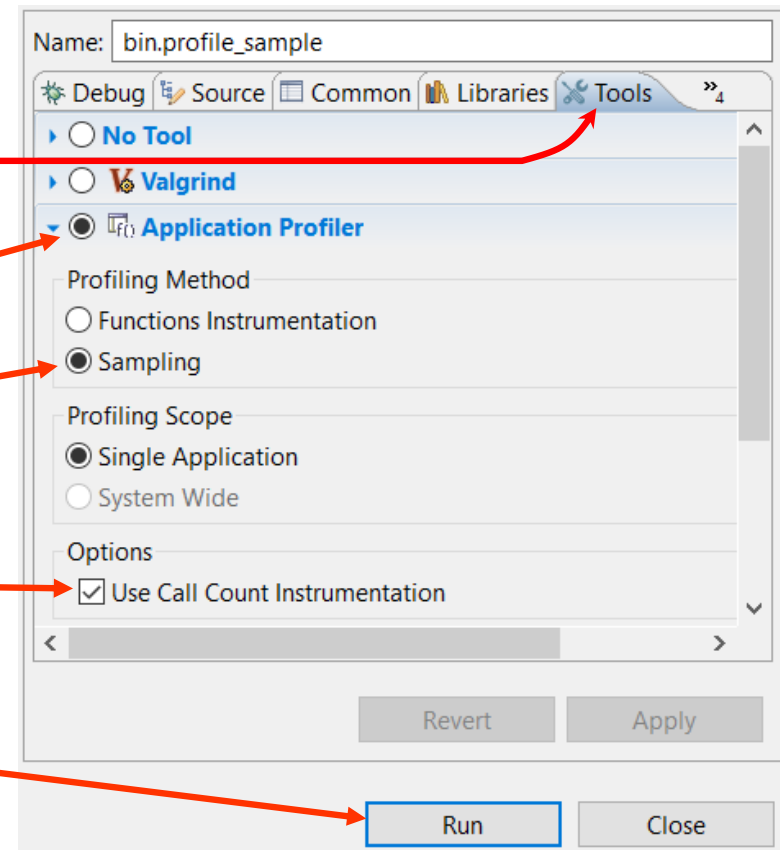 Name: bin.profile_sample
Debug Source Common Libraries Tools »4
No Tool
Valgrind
f() Application Profiler
Profiling Method
Functions Instrumentation
Sampling
Profiling Scope
Single Application
System Wide
Options
Use Call Count Instrumentation
Revert Apply
Run Close